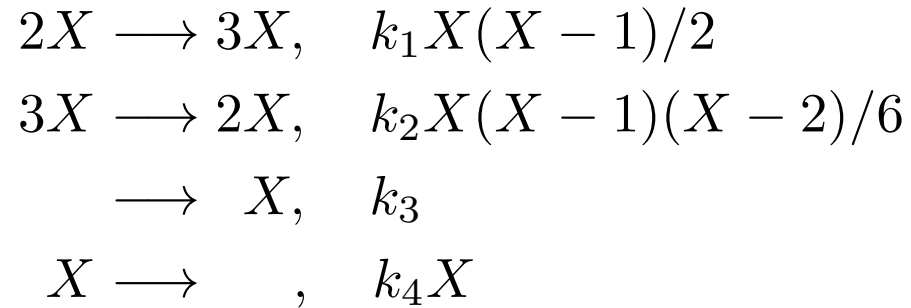 2X ⟶ 3X, k₁X(X − 1)/2
3X ⟶ 2X, k₂X(X − 1)(X − 2)/6
⟶ X, k₃
X ⟶ , k₄X